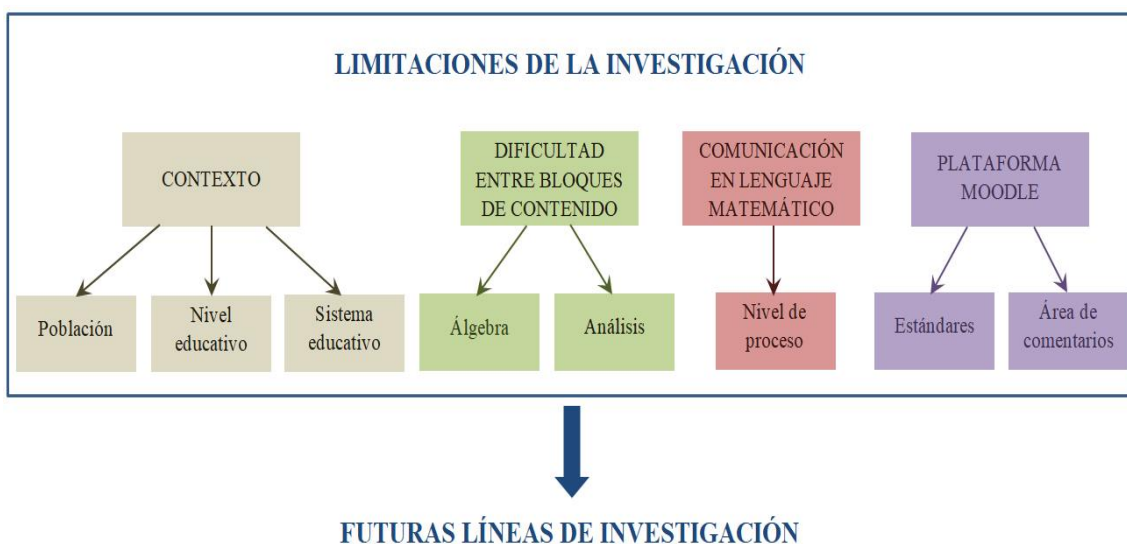 LIMITACIONES DE LA INVESTIGACIÓN
CONTEXTO
DIFICULTAD
ENTRE BLOQUES
DE CONTENIDO
COMUNICACIÓN
EN LENGUAJE
MATEMÁTICO
PLATAFORMA
MOODLE
Población
Nivel
educativo
Sistema
educativo
Álgebra
Análisis
Nivel de
proceso
Estándares
Área de
comentarios
FUTURAS LÍNEAS DE INVESTIGACIÓN